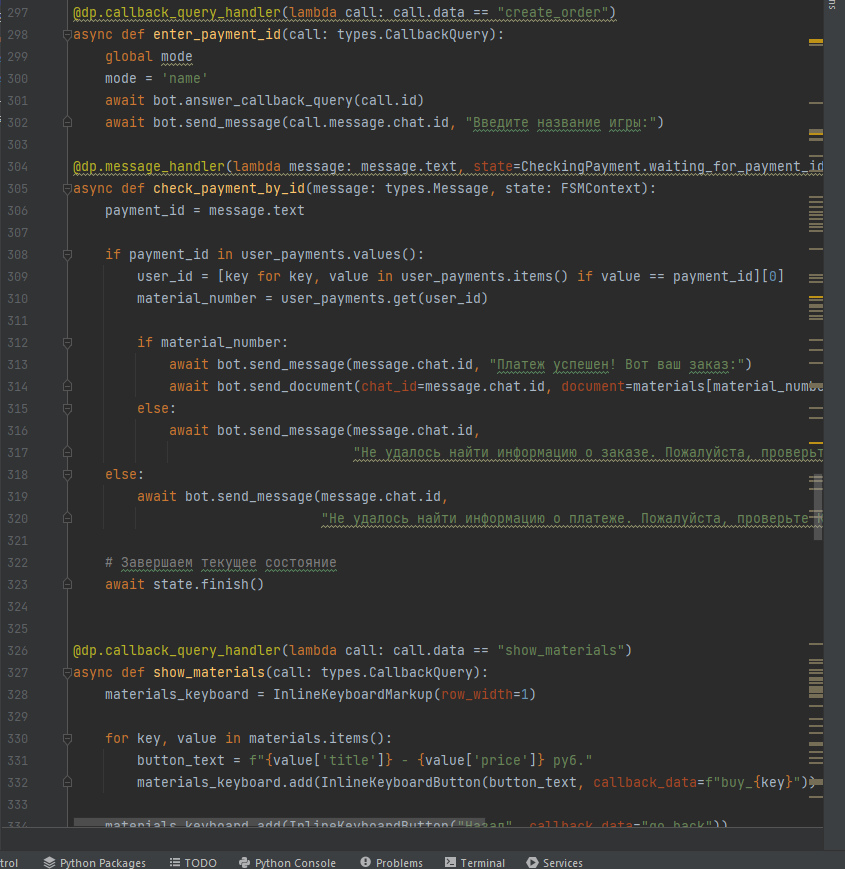 297 @dp.callback_query_handler(lambda call: call.data == "create_order")
298 async def enter_payment_id(call: types.CallbackQuery):
299 global mode
300 mode = 'name'
301 await bot.answer_callback_query(call.id)
302 await bot.send_message(call.message.chat.id, "Введите название игры:")
303
304 @dp.message_handler(lambda message: message.text, state=CheckingPayment.waiting_for_payment_id
305 async def check_payment_by_id(message: types.Message, state: FSMContext):
306 payment_id = message.text
307
308 if payment_id in user_payments.values():
309 user_id = [key for key, value in user_payments.items() if value == payment_id][0]
310 material_number = user_payments.get(user_id)
311
312 if material_number:
313 await bot.send_message(message.chat.id, "Платеж успешен! Вот ваш заказ:")
314 await bot.send_document(chat_id=message.chat.id, document=materials[material_numb
315 else:
316 await bot.send_message(message.chat.id,
317 "Не удалось найти информацию о заказе. Пожалуйста, проверьт
318 else:
319 await bot.send_message(message.chat.id,
320 "Не удалось найти информацию о платеже. Пожалуйста, проверьте
321
322 # Завершаем текущее состояние
323 await state.finish()
324
325
326 @dp.callback_query_handler(lambda call: call.data == "show_materials")
327 async def show_materials(call: types.CallbackQuery):
328 materials_keyboard = InlineKeyboardMarkup(row_width=1)
329
330 for key, value in materials.items():
331 button_text = f"{value['title']} - {value['price']} руб."
332 materials_keyboard.add(InlineKeyboardButton(button_text, callback_data=f"buy_{key}"))
333
334 materials_keyboard.add(InlineKeyboardButton("Назад", callback_data="go_back"))
trol Python Packages TODO Python Console Problems Terminal Services